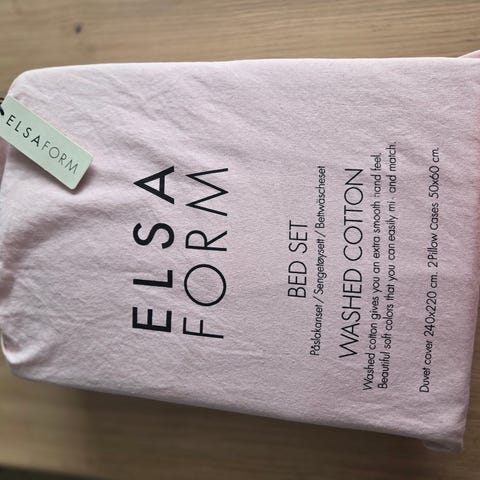 ELSAFORM
ELSA
FORM
BED SET
Påslakanset / Sengetøysett / Bettwäscheset
WASHED COTTON
Washed cotton gives you an extra smooth hand feel.
Beautiful soft colors that you can easily mix and match.
Duvet cover 240x220 cm. 2 Pillow cases 50x60 cm.